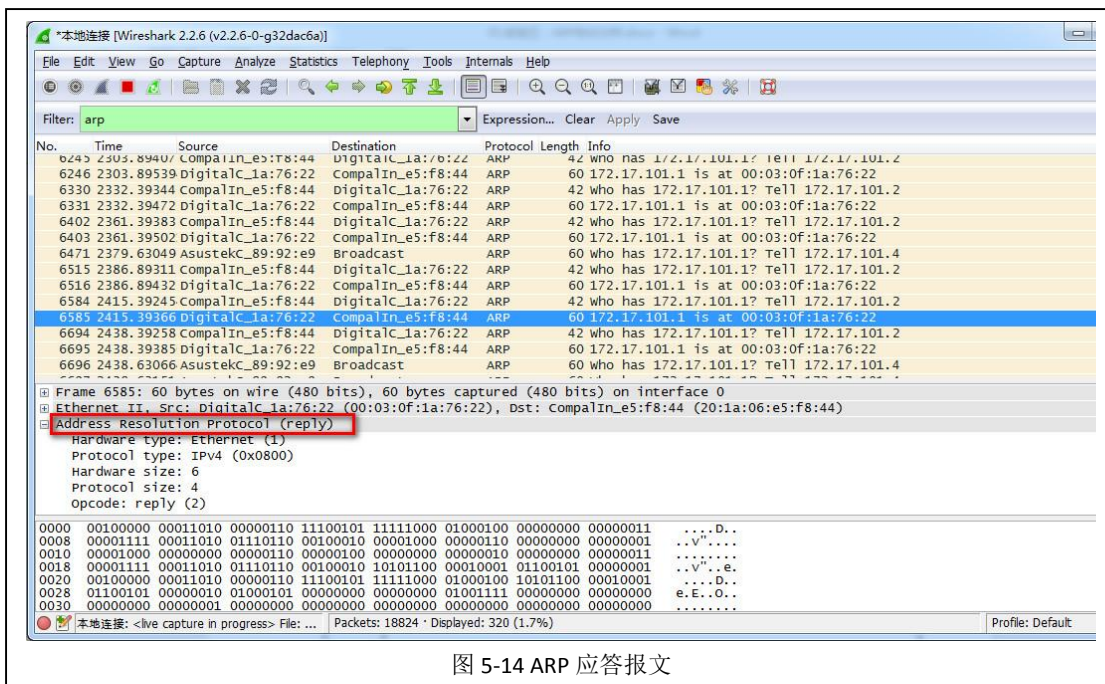 *本地连接 [Wireshark 2.2.6 (v2.2.6-0-g32dac6a)]
File Edit View Go Capture Analyze Statistics Telephony Tools Internals Help
Filter: arp Expression... Clear Apply Save
No. Time Source Destination Protocol Length Info
6245 2303.89407 CompalIn_e5:f8:44 DigitalC_1a:76:22 ARP 42 who has 172.17.101.1? Tell 172.17.101.2
6246 2303.89539 DigitalC_1a:76:22 CompalIn_e5:f8:44 ARP 60 172.17.101.1 is at 00:03:0f:1a:76:22
6330 2332.39344 CompalIn_e5:f8:44 DigitalC_1a:76:22 ARP 42 who has 172.17.101.1? Tell 172.17.101.2
6331 2332.39472 DigitalC_1a:76:22 CompalIn_e5:f8:44 ARP 60 172.17.101.1 is at 00:03:0f:1a:76:22
6402 2361.39383 CompalIn_e5:f8:44 DigitalC_1a:76:22 ARP 42 who has 172.17.101.1? Tell 172.17.101.2
6403 2361.39502 DigitalC_1a:76:22 CompalIn_e5:f8:44 ARP 60 172.17.101.1 is at 00:03:0f:1a:76:22
6471 2379.63049 AsustekC_89:92:e9 Broadcast ARP 60 who has 172.17.101.1? Tell 172.17.101.4
6515 2386.89311 CompalIn_e5:f8:44 DigitalC_1a:76:22 ARP 42 who has 172.17.101.1? Tell 172.17.101.2
6516 2386.89432 DigitalC_1a:76:22 CompalIn_e5:f8:44 ARP 60 172.17.101.1 is at 00:03:0f:1a:76:22
6584 2415.39245 CompalIn_e5:f8:44 DigitalC_1a:76:22 ARP 42 who has 172.17.101.1? Tell 172.17.101.2
6585 2415.39366 DigitalC_1a:76:22 CompalIn_e5:f8:44 ARP 60 172.17.101.1 is at 00:03:0f:1a:76:22
6694 2438.39258 CompalIn_e5:f8:44 DigitalC_1a:76:22 ARP 42 who has 172.17.101.1? Tell 172.17.101.2
6695 2438.39385 DigitalC_1a:76:22 CompalIn_e5:f8:44 ARP 60 172.17.101.1 is at 00:03:0f:1a:76:22
6696 2438.63066 AsustekC_89:92:e9 Broadcast ARP 60 who has 172.17.101.1? Tell 172.17.101.4
Frame 6585: 60 bytes on wire (480 bits), 60 bytes captured (480 bits) on interface 0
Ethernet II, Src: DigitalC_1a:76:22 (00:03:0f:1a:76:22), Dst: CompalIn_e5:f8:44 (20:1a:06:e5:f8:44)
Address Resolution Protocol (reply)
Hardware type: Ethernet (1)
Protocol type: IPv4 (0x0800)
Hardware size: 6
Protocol size: 4
Opcode: reply (2)
0000 00100000 00011010 00000110 11100101 11111000 01000100 00000000 00000011 ....D..
0008 00001111 00011010 01110110 00100010 00001000 00000110 00000000 00000001 ..v"....
0010 00001000 00000000 00000110 00000100 00000000 00000010 00000000 00000011 ........
0018 00001111 00011010 01110110 00100010 10101100 00010001 01100101 00000001 ..v"..e.
0020 00100000 00011010 00000110 11100101 11111000 01000100 10101100 00010001 ....D..
0028 01100101 00000010 01000101 00000000 00000000 01001111 00000000 00000000 e.E..O..
0030 00000000 00000001 00000000 00000000 00000000 00000000 00000000 00000000 ........
本地连接: <live capture in progress> File: ... Packets: 18824 · Displayed: 320 (1.7%) Profile: Default
图 5-14 ARP 应答报文